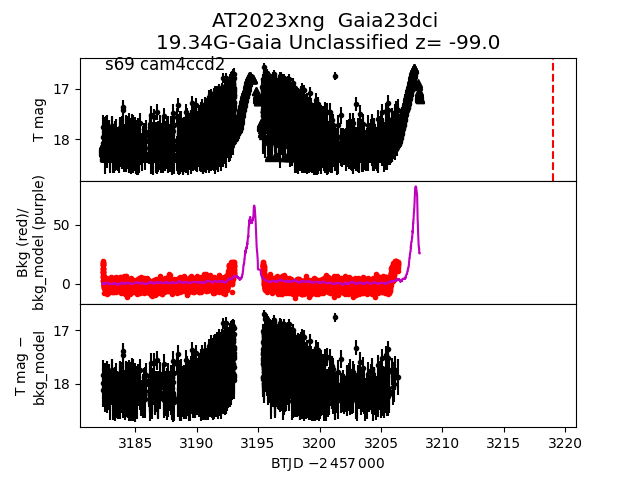 AT2023xng  Gaia23dci
19.34G-Gaia Unclassified z= -99.0
s69 cam4ccd2
T mag
17
18
Bkg (red)/
bkg_model (purple)
50
0
T mag −
bkg_model
17
18
3185 3190 3195 3200 3205 3210 3215 3220
BTJD −2 457 000